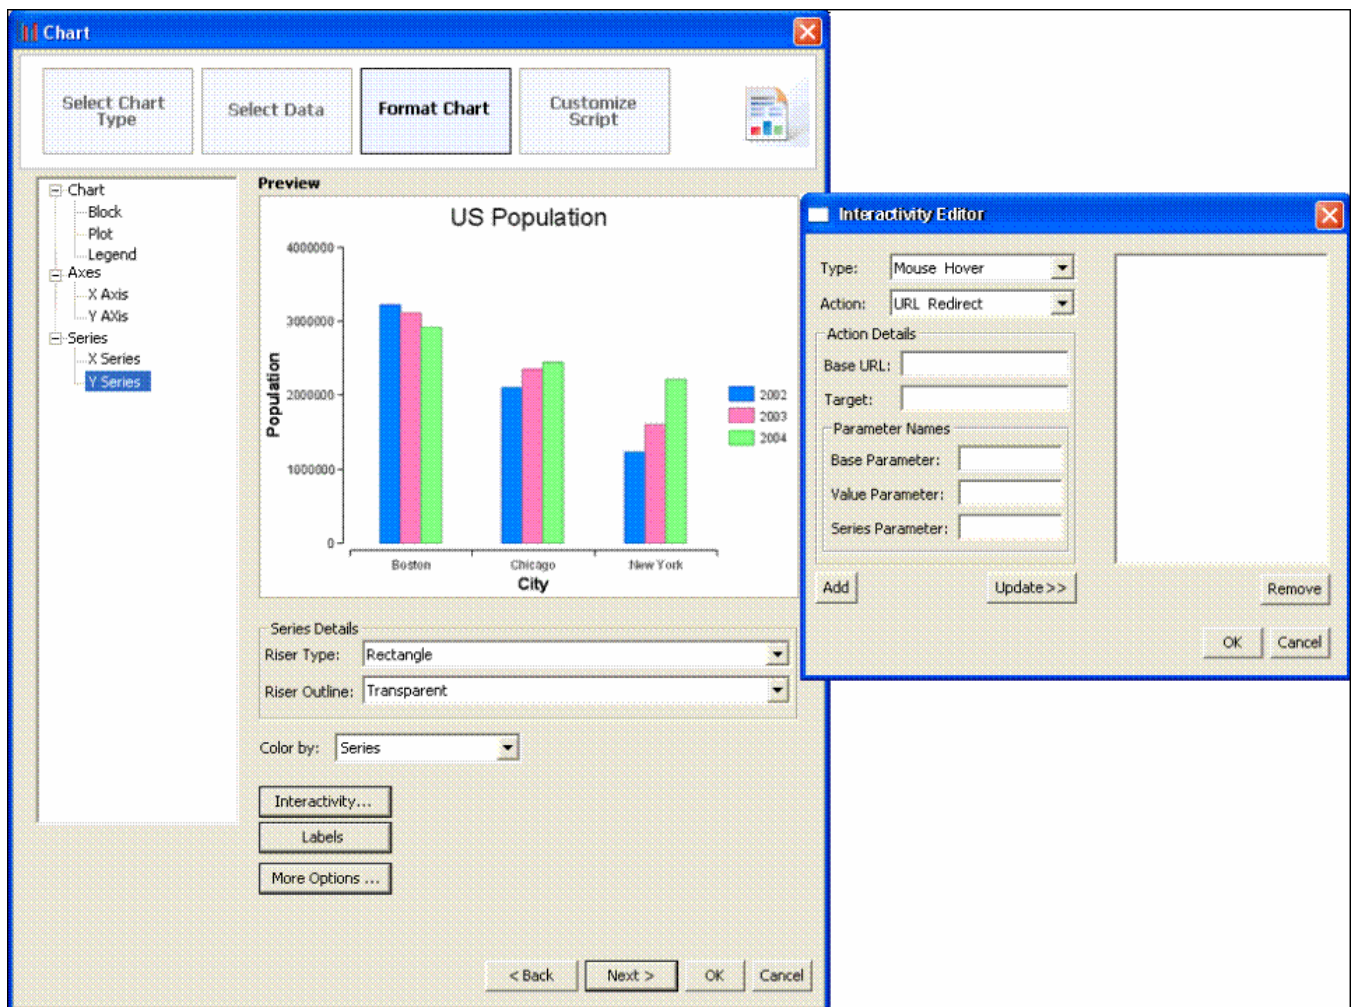 Chart
Select Chart
Type
Select Data
Format Chart
Customize
Script
Chart
Block
Plot
Legend
Axes
X Axis
Y AXis
Series
X Series
Y Series
Preview
US Population
4000000
3000000
2000000
1000000
0
Population
Boston
Chicago
New York
City
2002
2003
2004
Series Details
Riser Type: Rectangle
Riser Outline: Transparent
Color by: Series
Interactivity...
Labels
More Options ...
< Back
Next >
OK
Cancel
Interactivity Editor
Type: Mouse Hover
Action: URL Redirect
Action Details
Base URL:
Target:
Parameter Names
Base Parameter:
Value Parameter:
Series Parameter:
Add
Update >>
Remove
OK
Cancel